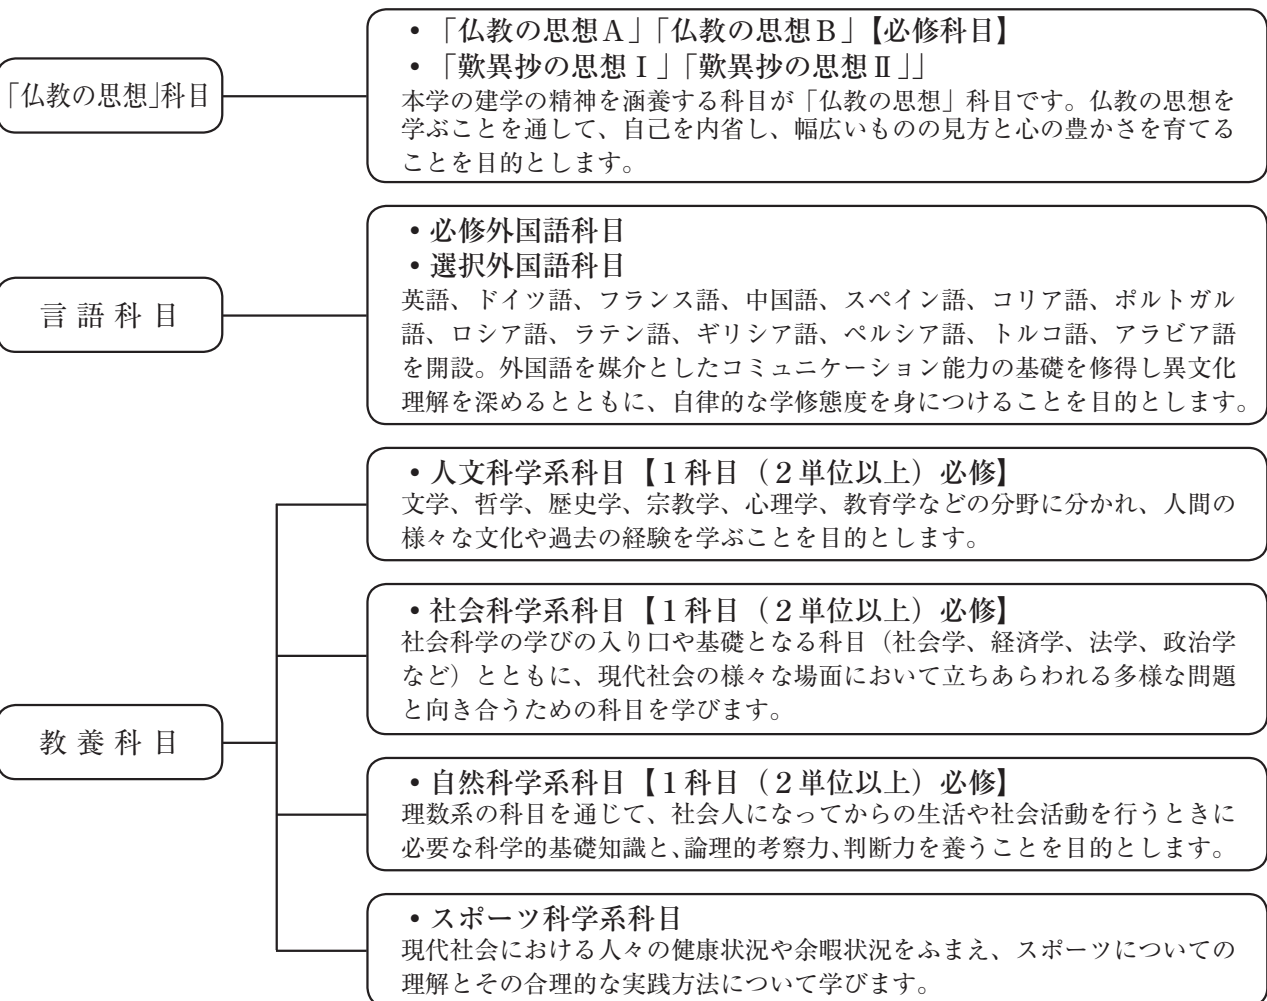 「仏教の思想」科目
・「仏教の思想A」「仏教の思想B」【必修科目】
・「歎異抄の思想Ⅰ」「歎異抄の思想Ⅱ」」
本学の建学の精神を涵養する科目が「仏教の思想」科目です。仏教の思想を
学ぶことを通して、自己を内省し、幅広いものの見方と心の豊かさを育てる
ことを目的とします。
言語科目
・必修外国語科目
・選択外国語科目
英語、ドイツ語、フランス語、中国語、スペイン語、コリア語、ポルトガル
語、ロシア語、ラテン語、ギリシア語、ペルシア語、トルコ語、アラビア語
を開設。外国語を媒介としたコミュニケーション能力の基礎を修得し異文化
理解を深めるとともに、自律的な学修態度を身につけることを目的とします。
教養科目
・人文科学系科目【1科目（2単位以上）必修】
文学、哲学、歴史学、宗教学、心理学、教育学などの分野に分かれ、人間の
様々な文化や過去の経験を学ぶことを目的とします。
・社会科学系科目【1科目（2単位以上）必修】
社会科学の学びの入り口や基礎となる科目（社会学、経済学、法学、政治学
など）とともに、現代社会の様々な場面において立ちあらわれる多様な問題
と向き合うための科目を学びます。
・自然科学系科目【1科目（2単位以上）必修】
理数系の科目を通じて、社会人になってからの生活や社会活動を行うときに
必要な科学的基礎知識と、論理的考察力、判断力を養うことを目的とします。
・スポーツ科学系科目
現代社会における人々の健康状況や余暇状況をふまえ、スポーツについての
理解とその合理的な実践方法について学びます。